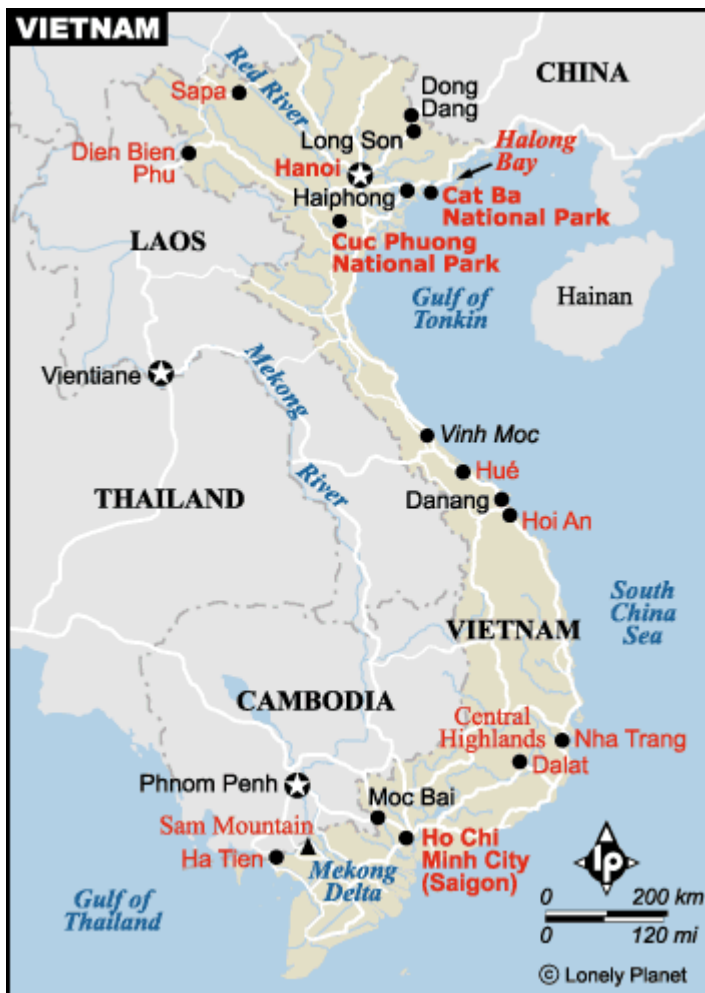 VIETNAM
Red River
CHINA
Sapa
Dong
Dang
Long Son
Halong
Bay
Dien Bien
Phu
Hanoi
Haiphong
Cat Ba
National Park
LAOS
Cuc Phuong
National Park
Gulf of
Tonkin
Hainan
Vientiane
Mekong
River
Vinh Moc
Hué
THAILAND
Danang
Hoi An
South
China
Sea
VIETNAM
CAMBODIA
Central
Highlands
Nha Trang
Dalat
Phnom Penh
Moc Bai
Sam Mountain
Ha Tien
Ho Chi
Minh City
(Saigon)
Mekong
Delta
Gulf of
Thailand
lp
0 200 km
0 120 mi
© Lonely Planet